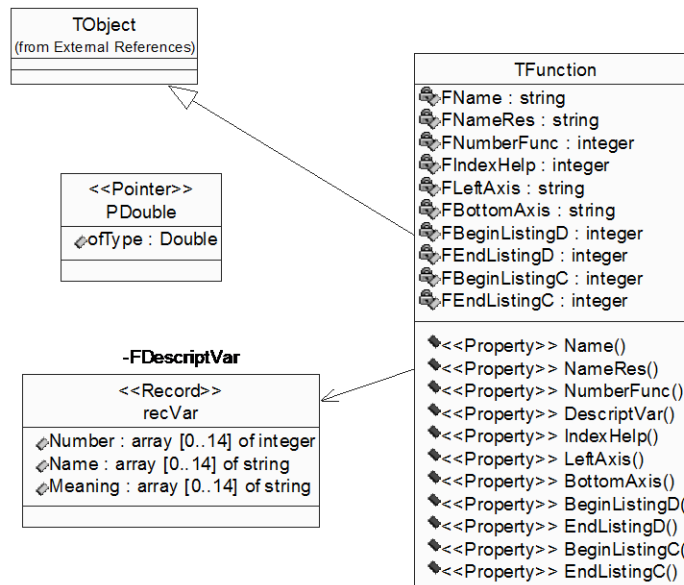 TObject
(from External References)
TFunction
FName : string
FNameRes : string
FNumberFunc : integer
FIndexHelp : integer
FLeftAxis : string
FBottomAxis : string
FBeginListingD : integer
FEndListingD : integer
FBeginListingC : integer
FEndListingC : integer
<<Property>> Name()
<<Property>> NameRes()
<<Property>> NumberFunc()
<<Property>> DescriptVar()
<<Property>> IndexHelp()
<<Property>> LeftAxis()
<<Property>> BottomAxis()
<<Property>> BeginListingD(
<<Property>> EndListingD()
<<Property>> BeginListingC(
<<Property>> EndListingC()
<<Pointer>>
PDouble
ofType : Double
-FDescriptVar
<<Record>>
recVar
Number : array [0..14] of integer
Name : array [0..14] of string
Meaning : array [0..14] of string